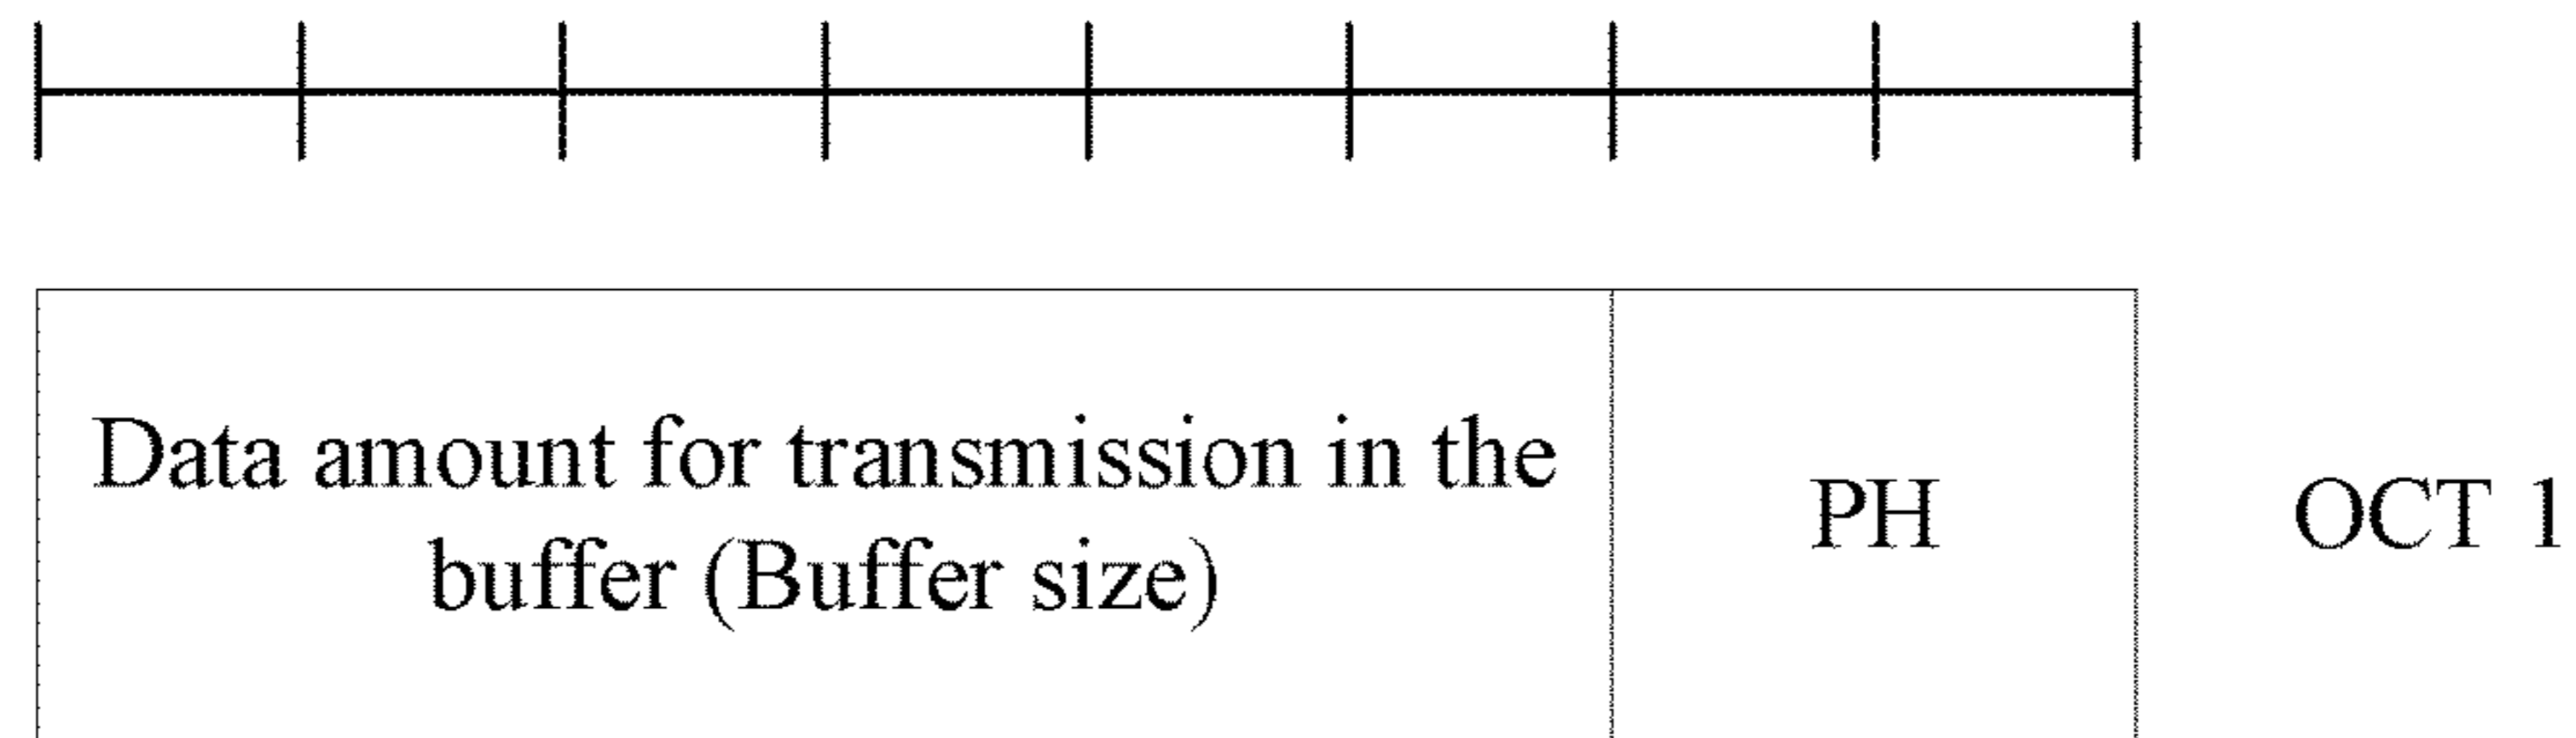 Data amount for transmission in the
buffer (Buffer size)
PH
OCT 1